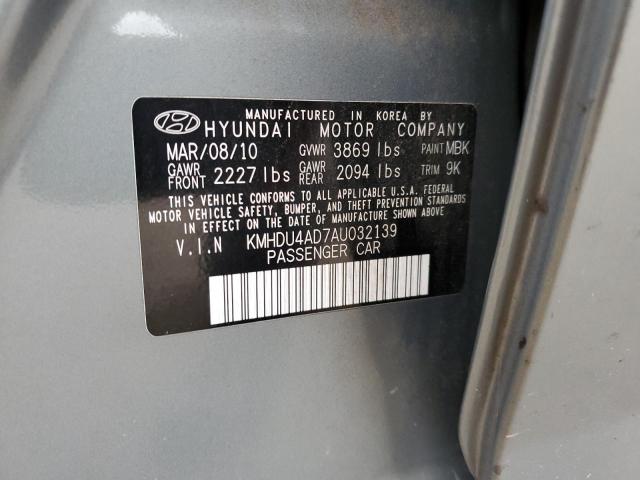 MANUFACTURED IN KOREA BY
HYUNDAI MOTOR COMPANY
MAR/08/10 GVWR 3869 lbs PAINT MBK
GAWR FRONT 2227 lbs GAWR REAR 2094 lbs TRIM 9K
THIS VEHICLE CONFORMS TO ALL APPLICABLE U.S.A. FEDERAL
MOTOR VEHICLE SAFETY, BUMPER, AND THEFT PREVENTION STANDARDS
IN EFFECT ON THE DATE OF MANUFACTURE SHOWN ABOVE.
V.I.N KMHDU4AD7AU032139
PASSENGER CAR